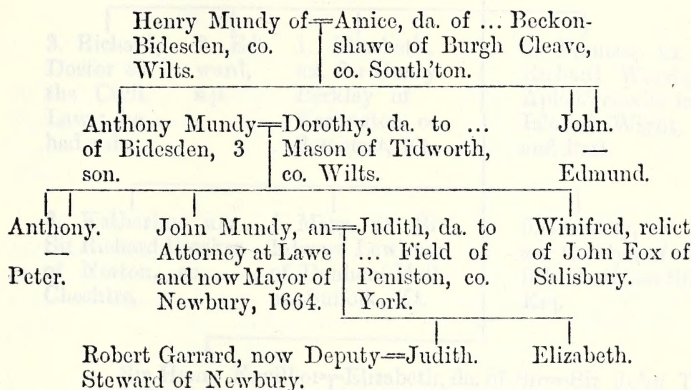 Henry Mundy of=Amice, da. of ... Beckon-
Bidesden, co. shawe of Burgh Cleave,
Wilts. co. South'ton.
Anthony Mundy=Dorothy, da. to ... John.
of Bidesden, 3 Mason of Tidworth, —
son. co. Wilts. Edmund.
Anthony. John Mundy, an=Judith, da. to Winifred, relict
— Attorney at Lawe ... Field of of John Fox of
Peter. and now Mayor of Peniston, co. Salisbury.
Newbury, 1664. York.
Robert Garrard, now Deputy=Judith. Elizabeth.
Steward of Newbury.